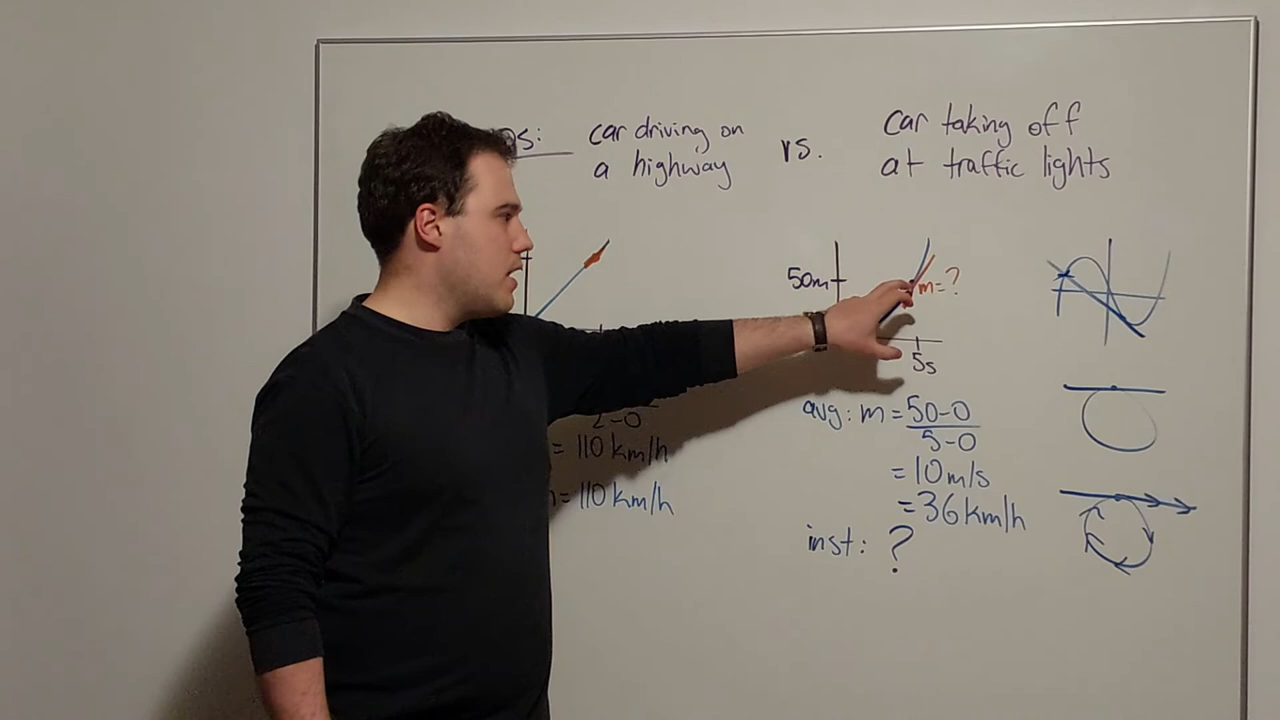 car driving on
a highway
vs.
car taking off
at traffic lights
50m
m=?
5s
2-0
= 110 km/h
= 110 km/h
avg: m = 50-0
5-0
= 10m/s
= 36 km/h
inst: ?